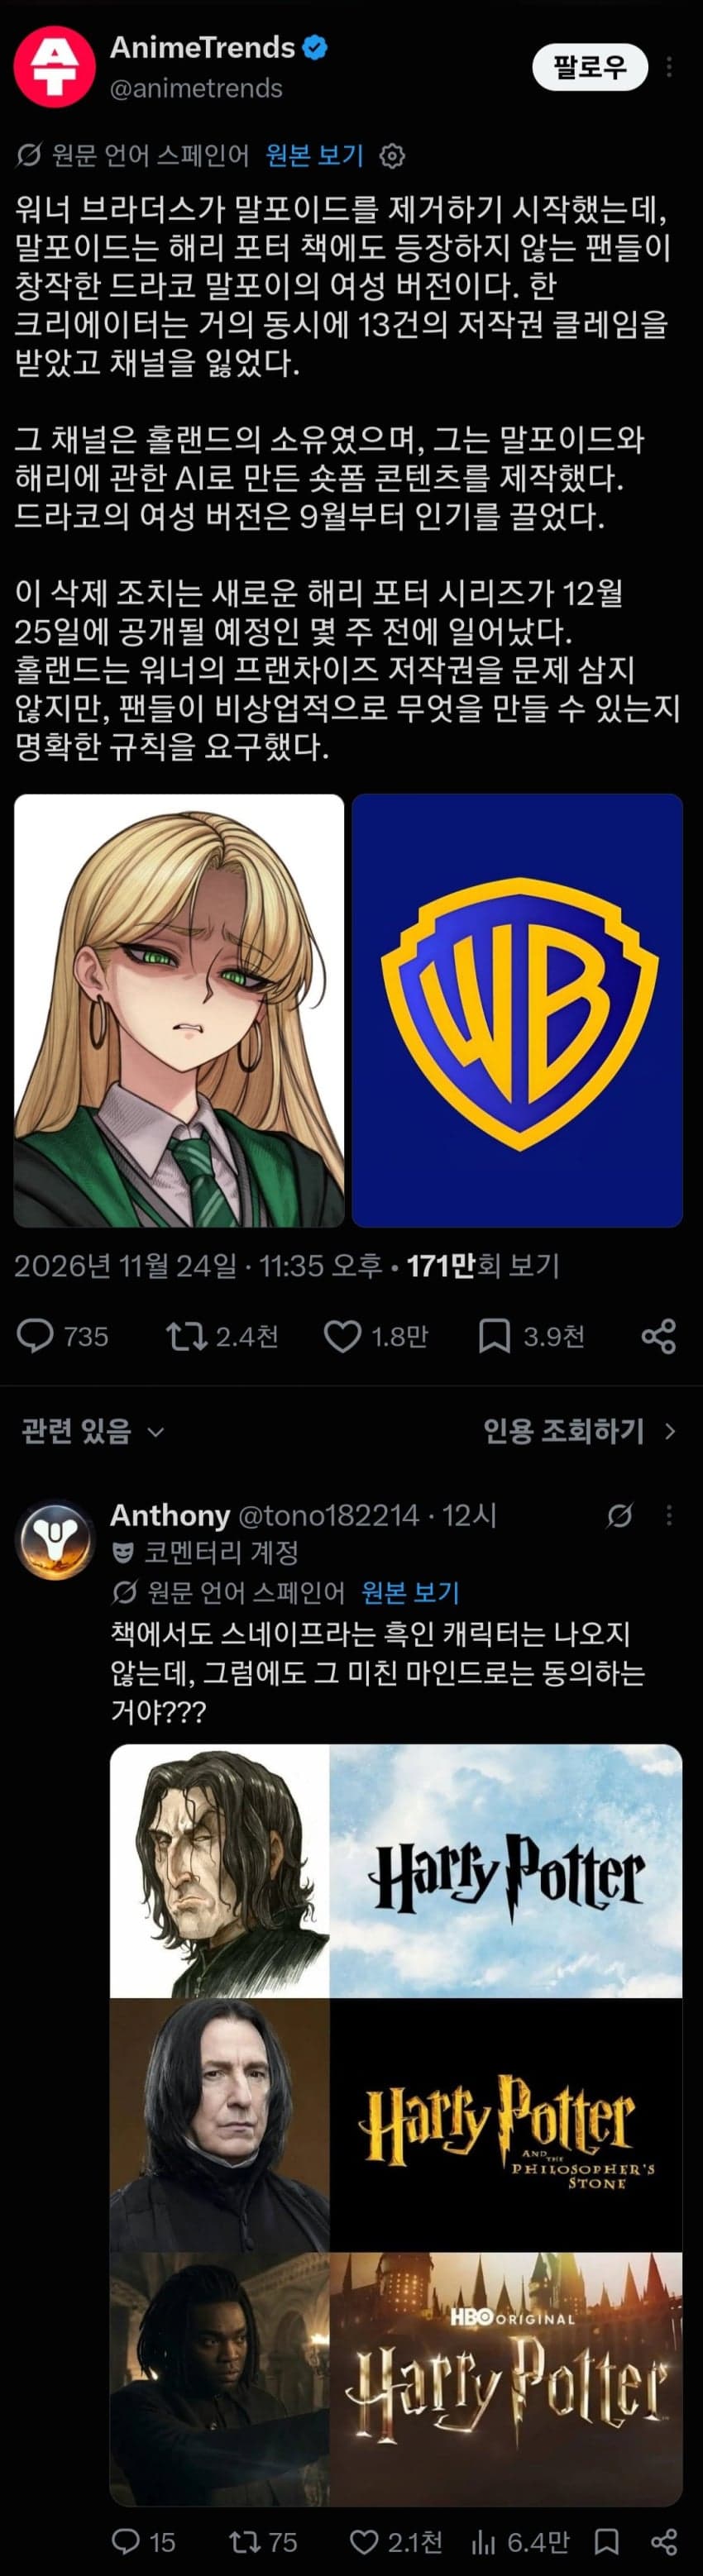 AnimeTrends
@animetrends
팔로우
원문 언어 스페인어 원본 보기
워너 브라더스가 말포이드를 제거하기 시작했는데,
말포이드는 해리 포터 책에도 등장하지 않는 팬들이
창작한 드라코 말포이의 여성 버전이다. 한
크리에이터는 거의 동시에 13건의 저작권 클레임을
받았고 채널을 잃었다.
그 채널은 홀랜드의 소유였으며, 그는 말포이드와
해리에 관한 AI로 만든 숏폼 콘텐츠를 제작했다.
드라코의 여성 버전은 9월부터 인기를 끌었다.
이 삭제 조치는 새로운 해리 포터 시리즈가 12월
25일에 공개될 예정인 몇 주 전에 일어났다.
홀랜드는 워너의 프랜차이즈 저작권을 문제 삼지
않지만, 팬들이 비상업적으로 무엇을 만들 수 있는지
명확한 규칙을 요구했다.
WB
2026년 11월 24일 · 11:35 오후 · 171만회 보기
735 2.4천 1.8만 3.9천
관련 있음 인용 조회하기
Anthony @tono182214 · 12시
코멘터리 계정
원문 언어 스페인어 원본 보기
책에서도 스네이프라는 흑인 캐릭터는 나오지
않는데, 그럼에도 그 미친 마인드로는 동의하는
거야???
Harry Potter
Harry Potter
AND THE
PHILOSOPHER'S
STONE
HBO ORIGINAL
Harry Potter
15 75 2.1천 6.4만